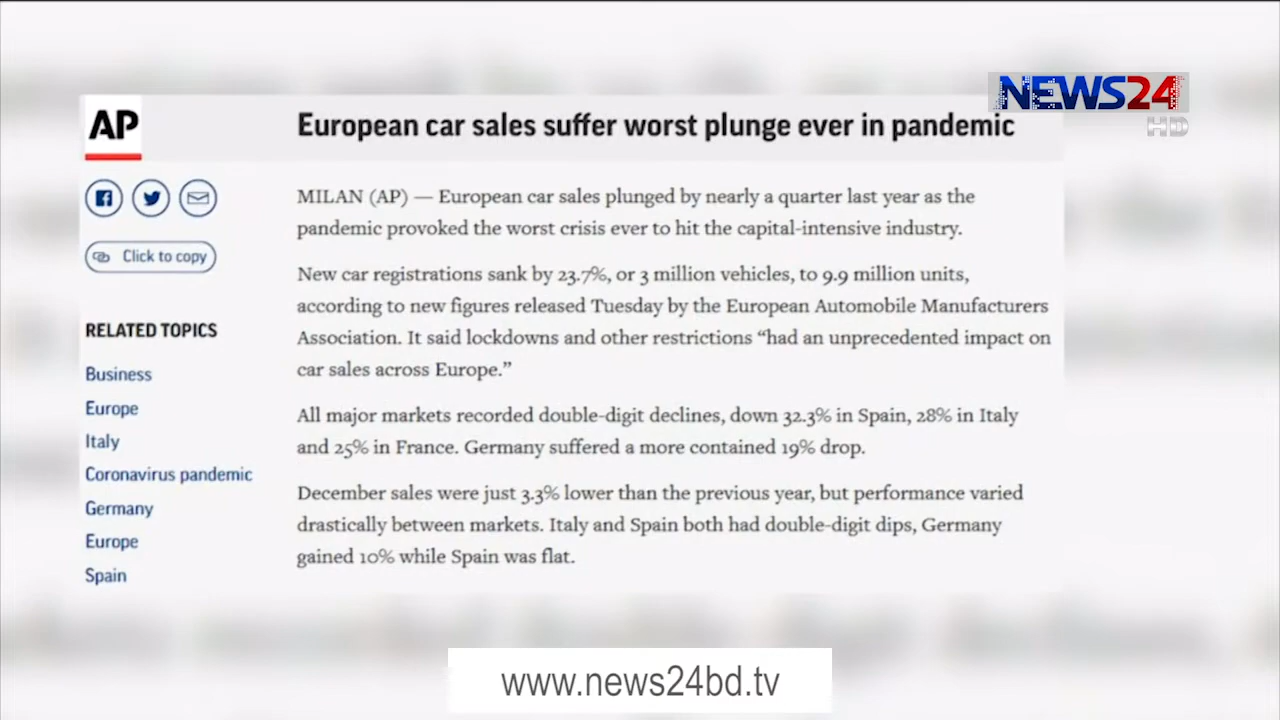 NEWS24
HD
AP
European car sales suffer worst plunge ever in pandemic
MILAN (AP) — European car sales plunged by nearly a quarter last year as the
pandemic provoked the worst crisis ever to hit the capital-intensive industry.
Click to copy
New car registrations sank by 23.7%, or 3 million vehicles, to 9.9 million units,
according to new figures released Tuesday by the European Automobile Manufacturers
Association. It said lockdowns and other restrictions “had an unprecedented impact on
car sales across Europe.”
All major markets recorded double-digit declines, down 32.3% in Spain, 28% in Italy
and 25% in France. Germany suffered a more contained 19% drop.
December sales were just 3.3% lower than the previous year, but performance varied
drastically between markets. Italy and Spain both had double-digit dips, Germany
gained 10% while Spain was flat.
RELATED TOPICS
Business
Europe
Italy
Coronavirus pandemic
Germany
Europe
Spain
www.news24bd.tv